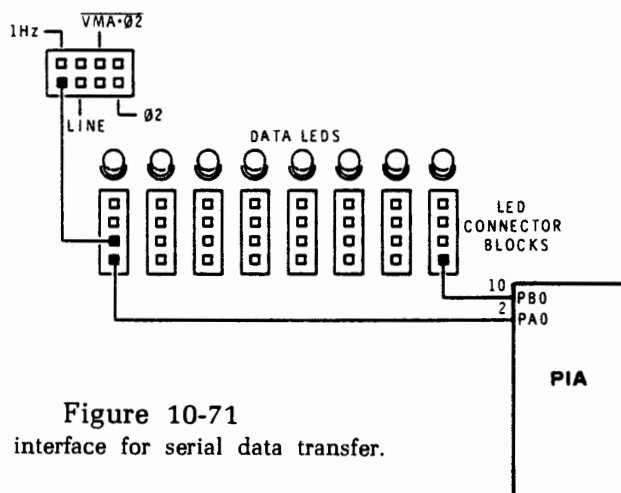 VMA·Ø2
1Hz
LINE
Ø2
DATA LEDS
LED
CONNECTOR
BLOCKS
10
PB0
2
PA0
PIA
Figure 10-71
interface for serial data transfer.